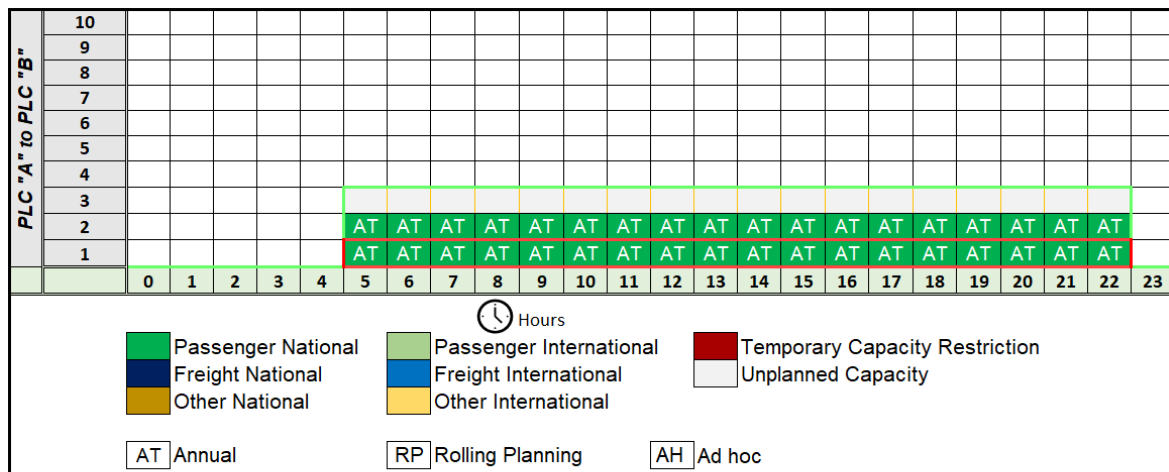 PLC "A" to PLC "B"
10
9
8
7
6
5
4
3
2 AT AT AT AT AT AT AT AT AT AT AT AT AT AT AT AT AT AT
1 AT AT AT AT AT AT AT AT AT AT AT AT AT AT AT AT AT AT
0 1 2 3 4 5 6 7 8 9 10 11 12 13 14 15 16 17 18 19 20 21 22 23
Hours
Passenger National Passenger International Temporary Capacity Restriction
Freight National Freight International Unplanned Capacity
Other National Other International
AT Annual RP Rolling Planning AH Ad hoc